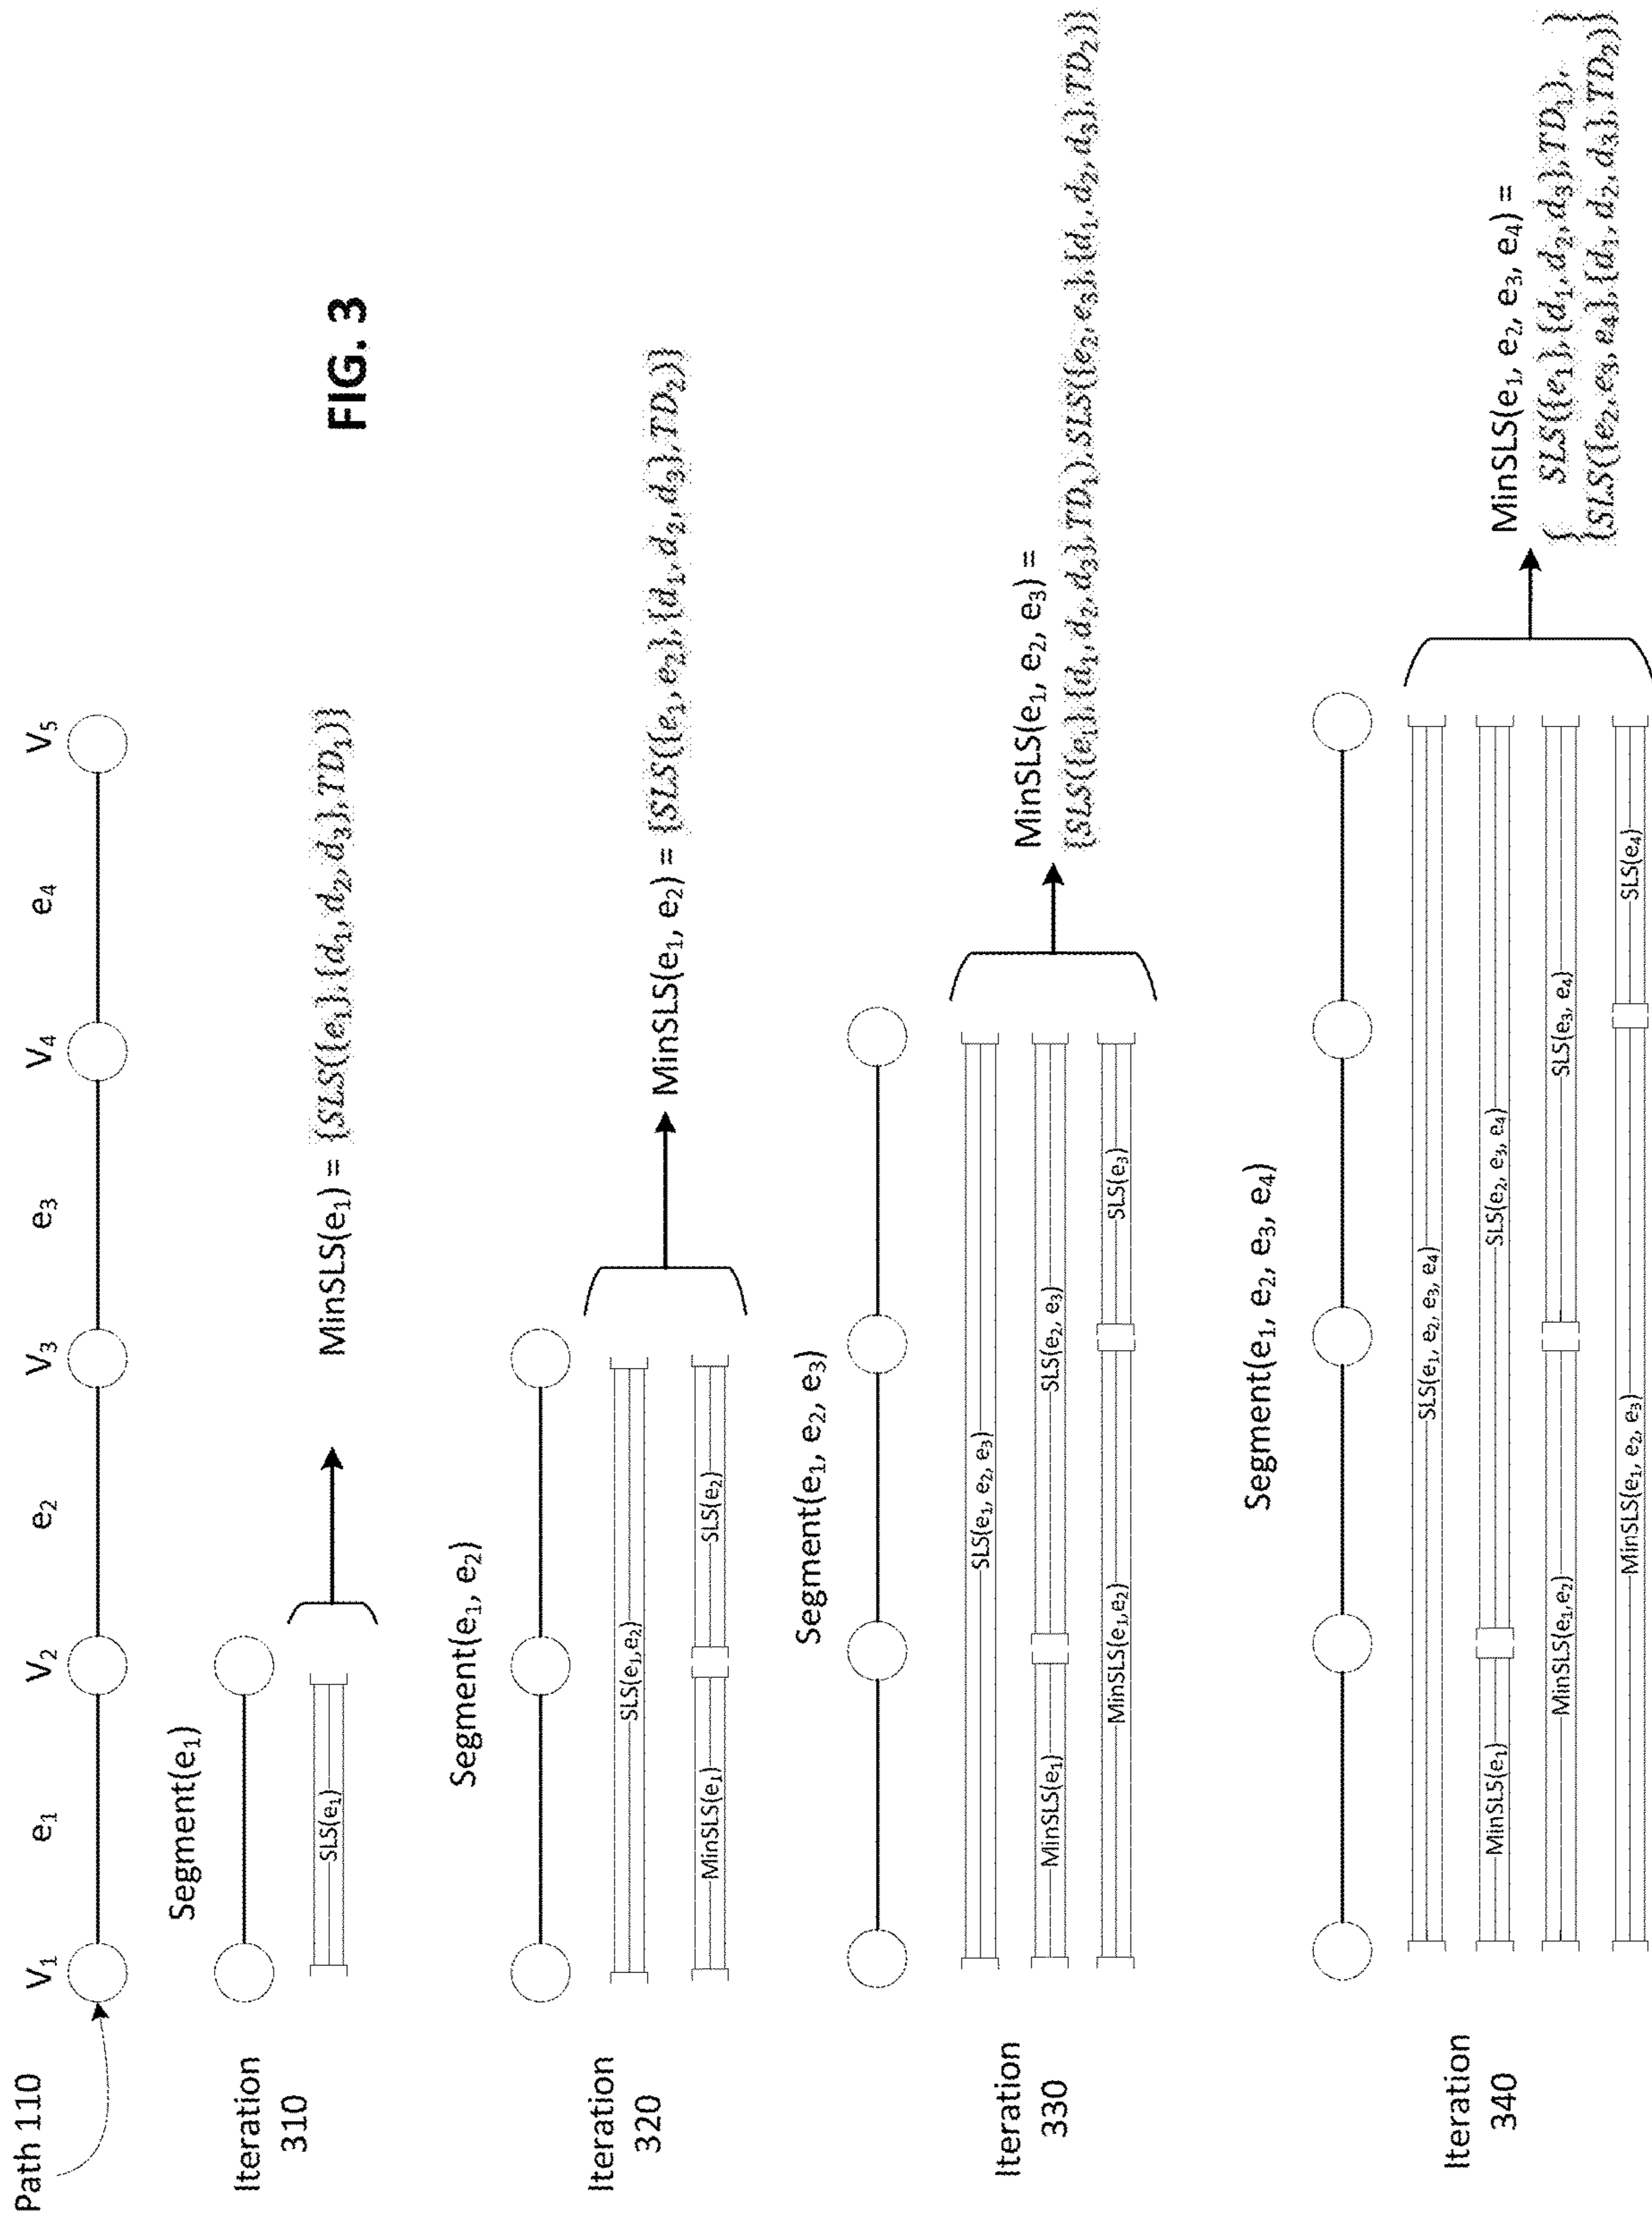 FIG. 3
Path 110
V₁ e₁ V₂ e₂ V₃ e₃ V₄ e₄ V₅
Iteration
310
Segment(e₁)
SLS(e₁)
MinSLS(e₁) = {SLS({e₁},{d₁,d₂,d₃},TD₁)}
Iteration
320
Segment(e₁, e₂)
SLS(e₁,e₂)
MinSLS(e₁) SLS(e₂)
MinSLS(e₁, e₂) = {SLS({e₁,e₂},{d₁,d₂,d₃},TD₂)}
Iteration
330
Segment(e₁, e₂, e₃)
SLS(e₁, e₂, e₃)
MinSLS(e₁) SLS(e₂, e₃)
MinSLS(e₁,e₂) SLS(e₃)
MinSLS(e₁, e₂, e₃) =
{SLS({e₁},{d₁,d₂,d₃},TD₁),SLS({e₂,e₃},{d₁,d₂,d₃},TD₂)}
Iteration
340
Segment(e₁, e₂, e₃, e₄)
SLS(e₁, e₂, e₃, e₄)
MinSLS(e₁) SLS(e₂, e₃, e₄)
MinSLS(e₁,e₂) SLS(e₃, e₄)
MinSLS(e₁, e₂, e₃) SLS(e₄)
MinSLS(e₁, e₂, e₃, e₄) =
{ SLS({e₁},{d₁,d₂,d₃},TD₁), }
{SLS({e₂,e₃,e₄},{d₁,d₂,d₃},TD₂)}